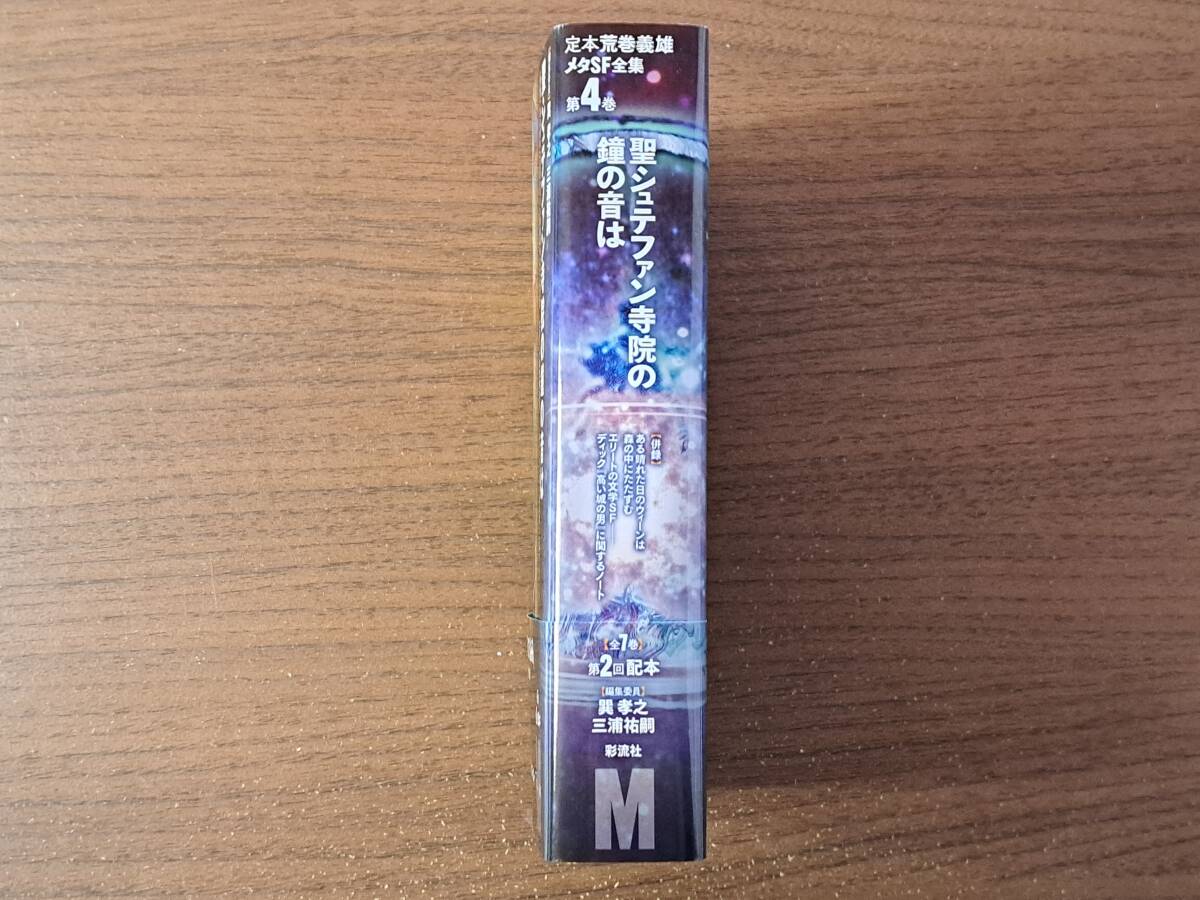 定本荒巻義雄
メタSF全集
第4巻
聖シュテファン寺院の
鐘の音は
【併録】
ある晴れた日のウィーンは
森の中にたたずむ
エリートの文学SF
ディック『高い城の男』に関するノート
【全7巻】
第2回配本
【編集委員】
巽 孝之
三浦祐嗣
彩流社
M